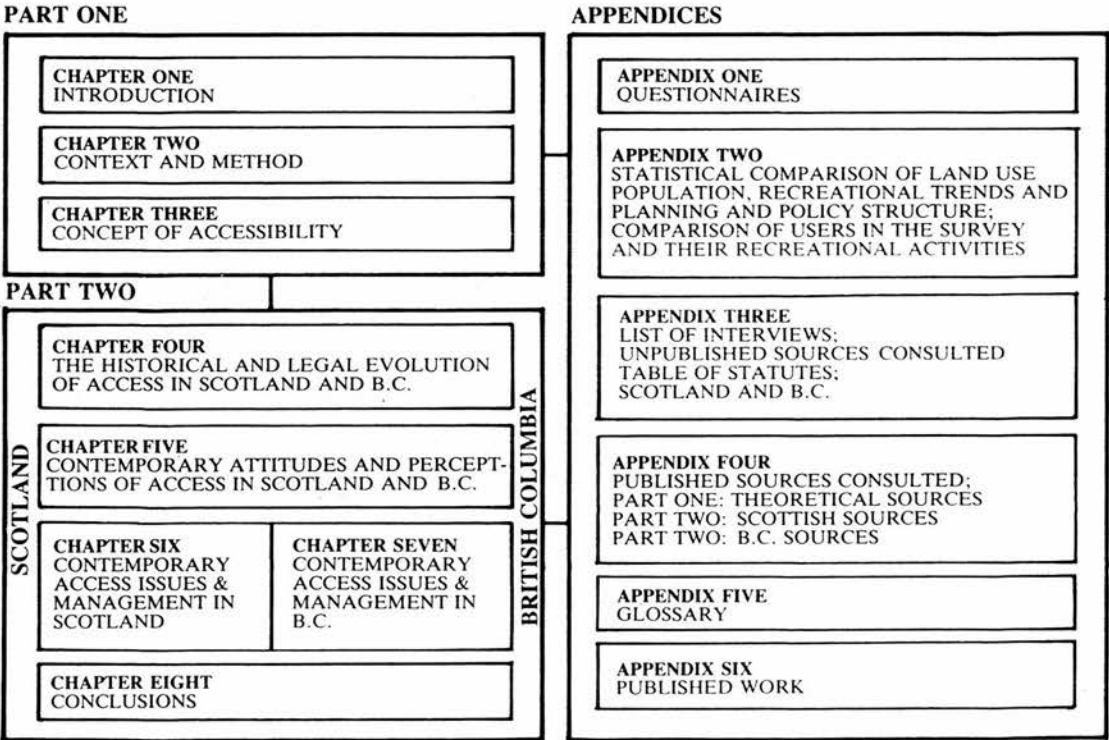 PART ONE
CHAPTER ONE
INTRODUCTION
CHAPTER TWO
CONTEXT AND METHOD
CHAPTER THREE
CONCEPT OF ACCESSIBILITY
PART TWO
SCOTLAND
CHAPTER FOUR
THE HISTORICAL AND LEGAL EVOLUTION
OF ACCESS IN SCOTLAND AND B.C.
CHAPTER FIVE
CONTEMPORARY ATTITUDES AND PERCEPT-
TIONS OF ACCESS IN SCOTLAND AND B.C.
CHAPTER SIX
CONTEMPORARY
ACCESS ISSUES &
MANAGEMENT IN
SCOTLAND
CHAPTER SEVEN
CONTEMPORARY
ACCESS ISSUES &
MANAGEMENT IN
B.C.
CHAPTER EIGHT
CONCLUSIONS
BRITISH COLUMBIA
APPENDICES
APPENDIX ONE
QUESTIONNAIRES
APPENDIX TWO
STATISTICAL COMPARISON OF LAND USE
POPULATION, RECREATIONAL TRENDS AND
PLANNING AND POLICY STRUCTURE;
COMPARISON OF USERS IN THE SURVEY
AND THEIR RECREATIONAL ACTIVITIES
APPENDIX THREE
LIST OF INTERVIEWS;
UNPUBLISHED SOURCES CONSULTED
TABLE OF STATUTES;
SCOTLAND AND B.C.
APPENDIX FOUR
PUBLISHED SOURCES CONSULTED;
PART ONE: THEORETICAL SOURCES
PART TWO: SCOTTISH SOURCES
PART TWO: B.C. SOURCES
APPENDIX FIVE
GLOSSARY
APPENDIX SIX
PUBLISHED WORK